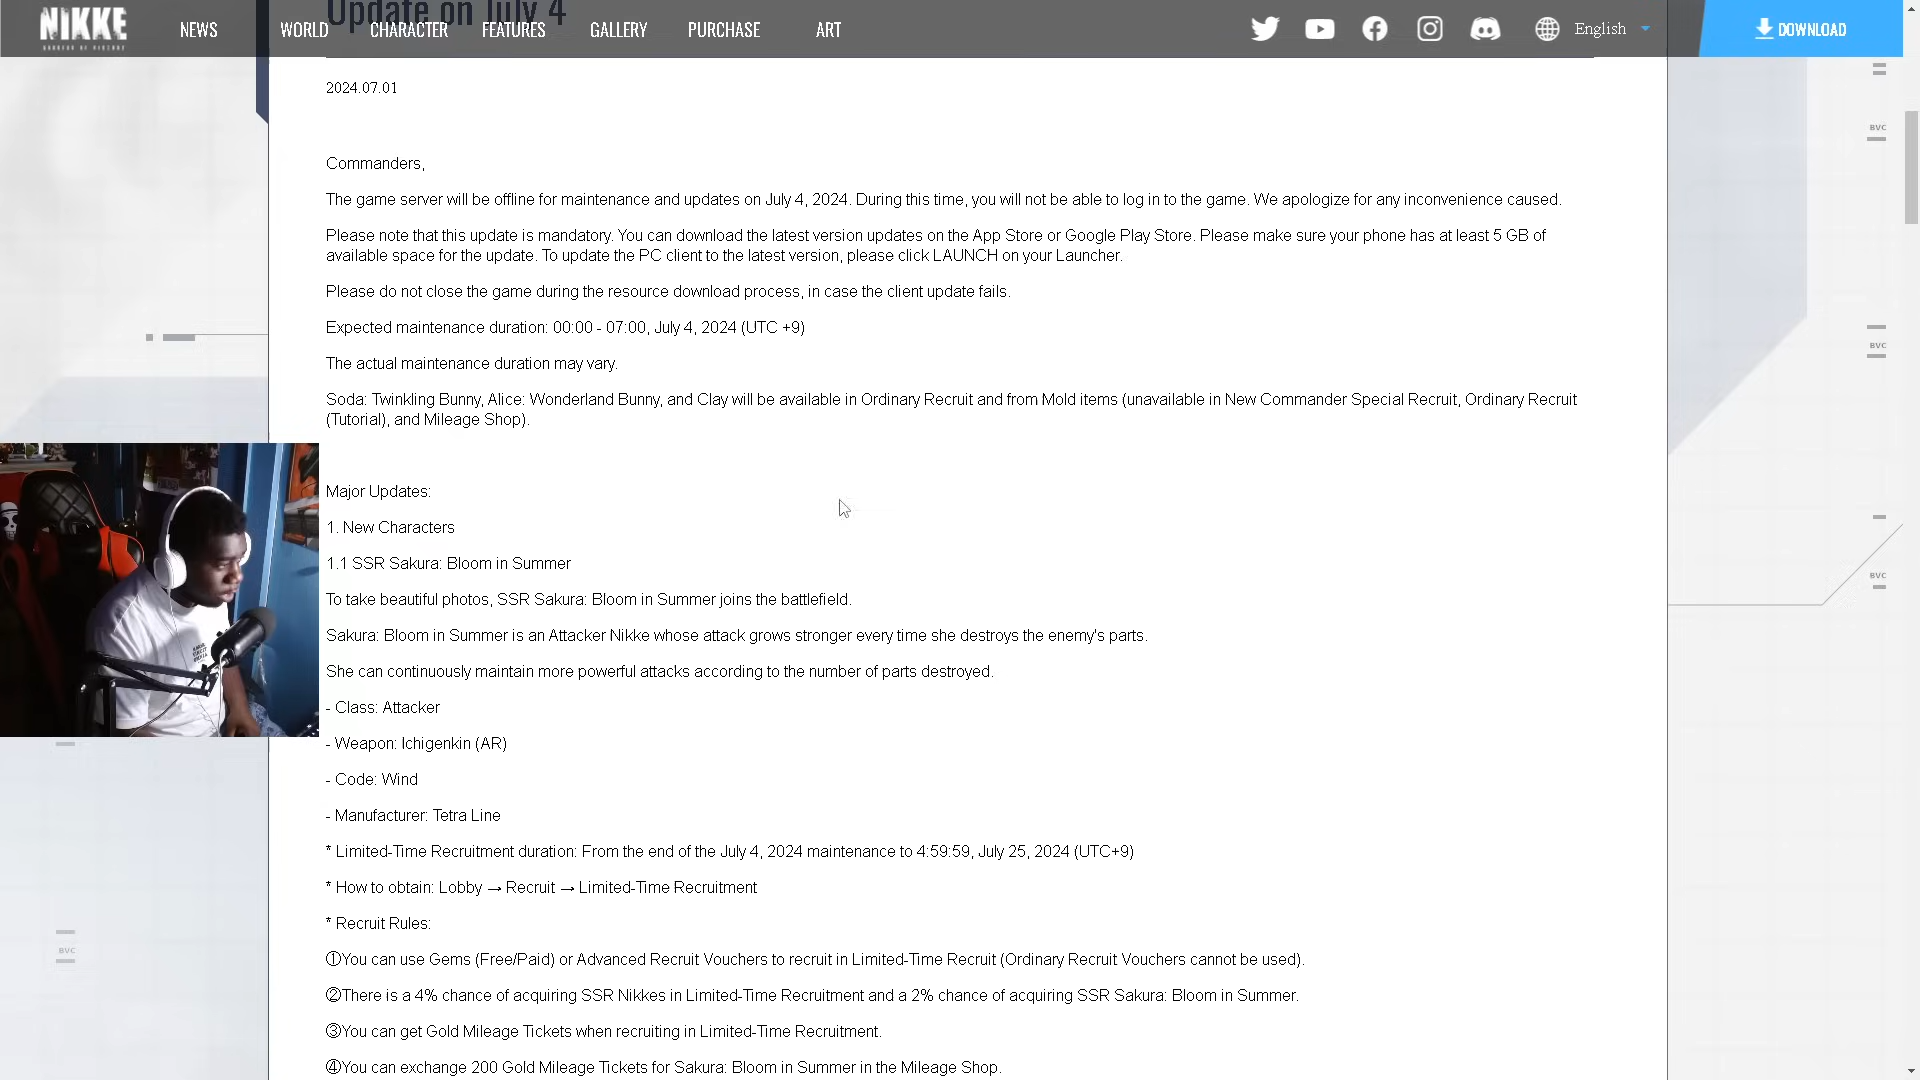 Update on July 4
NIKKE
NEWS
WORLD
CHARACTER
FEATURES
GALLERY
PURCHASE
ART
English
DOWNLOAD
2024.07.01
Commanders,
The game server will be offline for maintenance and updates on July 4, 2024. During this time, you will not be able to log in to the game. We apologize for any inconvenience caused.
Please note that this update is mandatory. You can download the latest version updates on the App Store or Google Play Store. Please make sure your phone has at least 5 GB of
available space for the update. To update the PC client to the latest version, please click LAUNCH on your Launcher.
Please do not close the game during the resource download process, in case the client update fails.
Expected maintenance duration: 00:00 - 07:00, July 4, 2024 (UTC +9)
The actual maintenance duration may vary.
Soda: Twinkling Bunny, Alice: Wonderland Bunny, and Clay will be available in Ordinary Recruit and from Mold items (unavailable in New Commander Special Recruit, Ordinary Recruit
(Tutorial), and Mileage Shop).
Major Updates:
1. New Characters
1.1 SSR Sakura: Bloom in Summer
To take beautiful photos, SSR Sakura: Bloom in Summer joins the battlefield.
Sakura: Bloom in Summer is an Attacker Nikke whose attack grows stronger every time she destroys the enemy's parts.
She can continuously maintain more powerful attacks according to the number of parts destroyed.
- Class: Attacker
- Weapon: Ichigenkin (AR)
- Code: Wind
- Manufacturer: Tetra Line
* Limited-Time Recruitment duration: From the end of the July 4, 2024 maintenance to 4:59:59, July 25, 2024 (UTC+9)
* How to obtain: Lobby → Recruit → Limited-Time Recruitment
* Recruit Rules:
①You can use Gems (Free/Paid) or Advanced Recruit Vouchers to recruit in Limited-Time Recruit (Ordinary Recruit Vouchers cannot be used).
②There is a 4% chance of acquiring SSR Nikkes in Limited-Time Recruitment and a 2% chance of acquiring SSR Sakura: Bloom in Summer.
③You can get Gold Mileage Tickets when recruiting in Limited-Time Recruitment.
④You can exchange 200 Gold Mileage Tickets for Sakura: Bloom in Summer in the Mileage Shop.
BVC
BVC
BVC
BVC